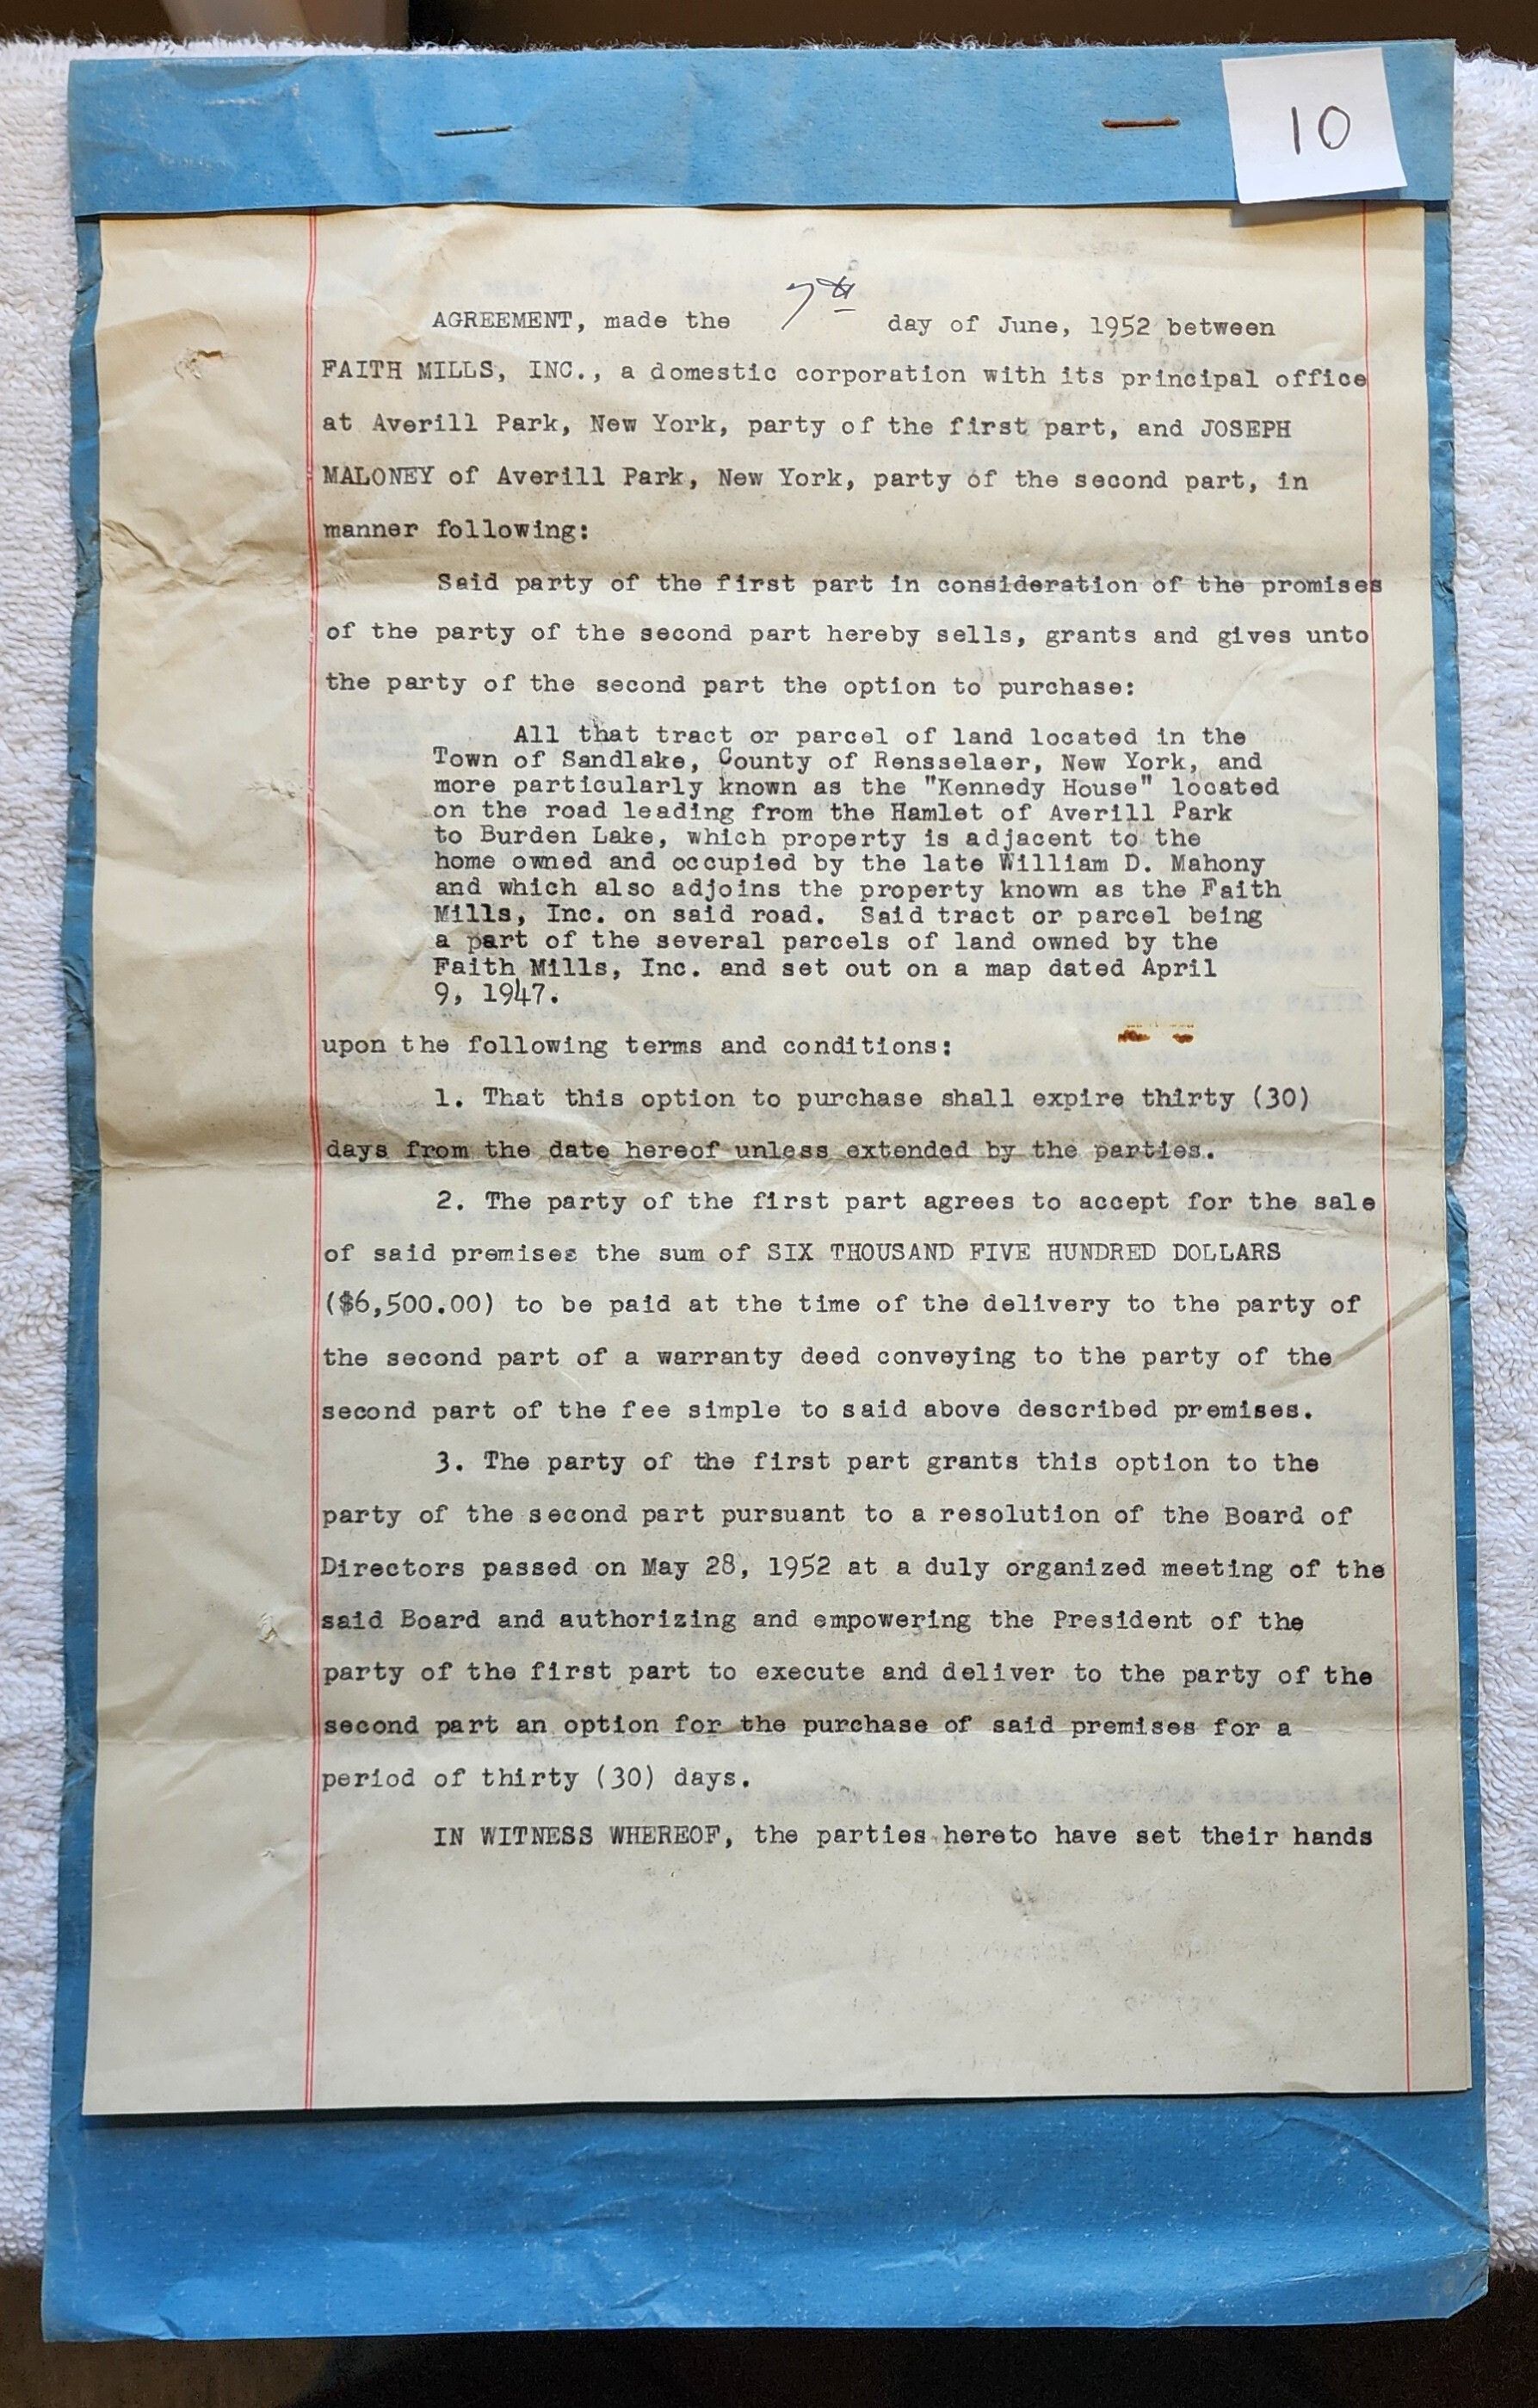 10
AGREEMENT, made the 7th day of June, 1952 between
FAITH MILLS, INC., a domestic corporation with its principal office
at Averill Park, New York, party of the first part, and JOSEPH
MALONEY of Averill Park, New York, party of the second part, in
manner following:
Said party of the first part in consideration of the promises
of the party of the second part hereby sells, grants and gives unto
the party of the second part the option to purchase:
All that tract or parcel of land located in the
Town of Sandlake, County of Rensselaer, New York, and
more particularly known as the "Kennedy House" located
on the road leading from the Hamlet of Averill Park
to Burden Lake, which property is adjacent to the
home owned and occupied by the late William D. Mahony
and which also adjoins the property known as the Faith
Mills, Inc. on said road. Said tract or parcel being
a part of the several parcels of land owned by the
Faith Mills, Inc. and set out on a map dated April
9, 1947.
upon the following terms and conditions:
1. That this option to purchase shall expire thirty (30)
days from the date hereof unless extended by the parties.
2. The party of the first part agrees to accept for the sale
of said premises the sum of SIX THOUSAND FIVE HUNDRED DOLLARS
($6,500.00) to be paid at the time of the delivery to the party of
the second part of a warranty deed conveying to the party of the
second part of the fee simple to said above described premises.
3. The party of the first part grants this option to the
party of the second part pursuant to a resolution of the Board of
Directors passed on May 28, 1952 at a duly organized meeting of the
said Board and authorizing and empowering the President of the
party of the first part to execute and deliver to the party of the
second part an option for the purchase of said premises for a
period of thirty (30) days.
IN WITNESS WHEREOF, the parties hereto have set their hands